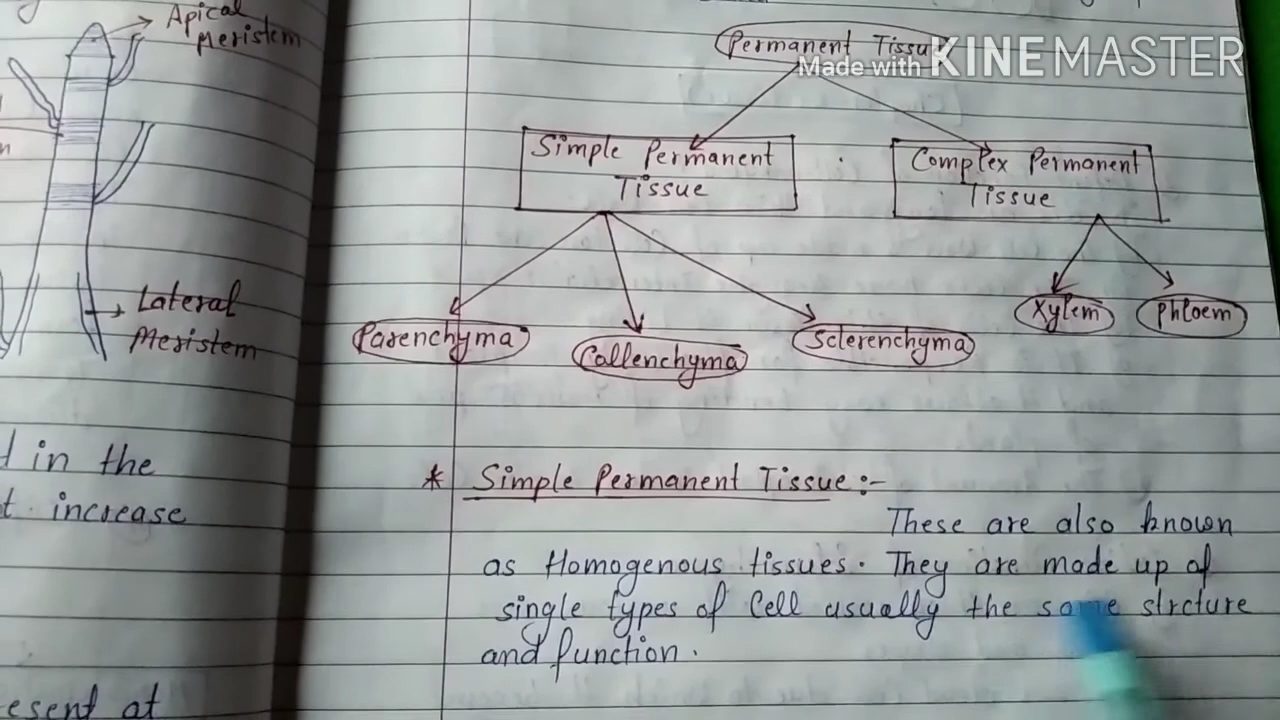 Apical
Meristem
Lateral
Meristem
d in the
t increase
esent at
Permanent Tissue
Made with KINEMASTER
Simple Permanent
Tissue
Complex Permanent
Tissue
Parenchyma
Collenchyma
Sclerenchyma
Xylem
Phloem
* Simple Permanent Tissue :-
These are also known
as Homogenous tissues. They are made up of
single types of Cell usually the same strcture
and function.